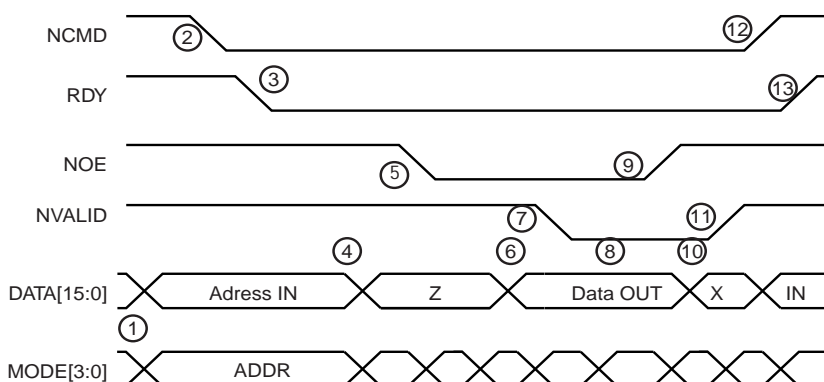 NCMD
2
12
RDY
3
13
NOE
5
9
NVALID
7
11
4
6
8
10
DATA[15:0]
Adress IN
Z
Data OUT
X
IN
1
MODE[3:0]
ADDR